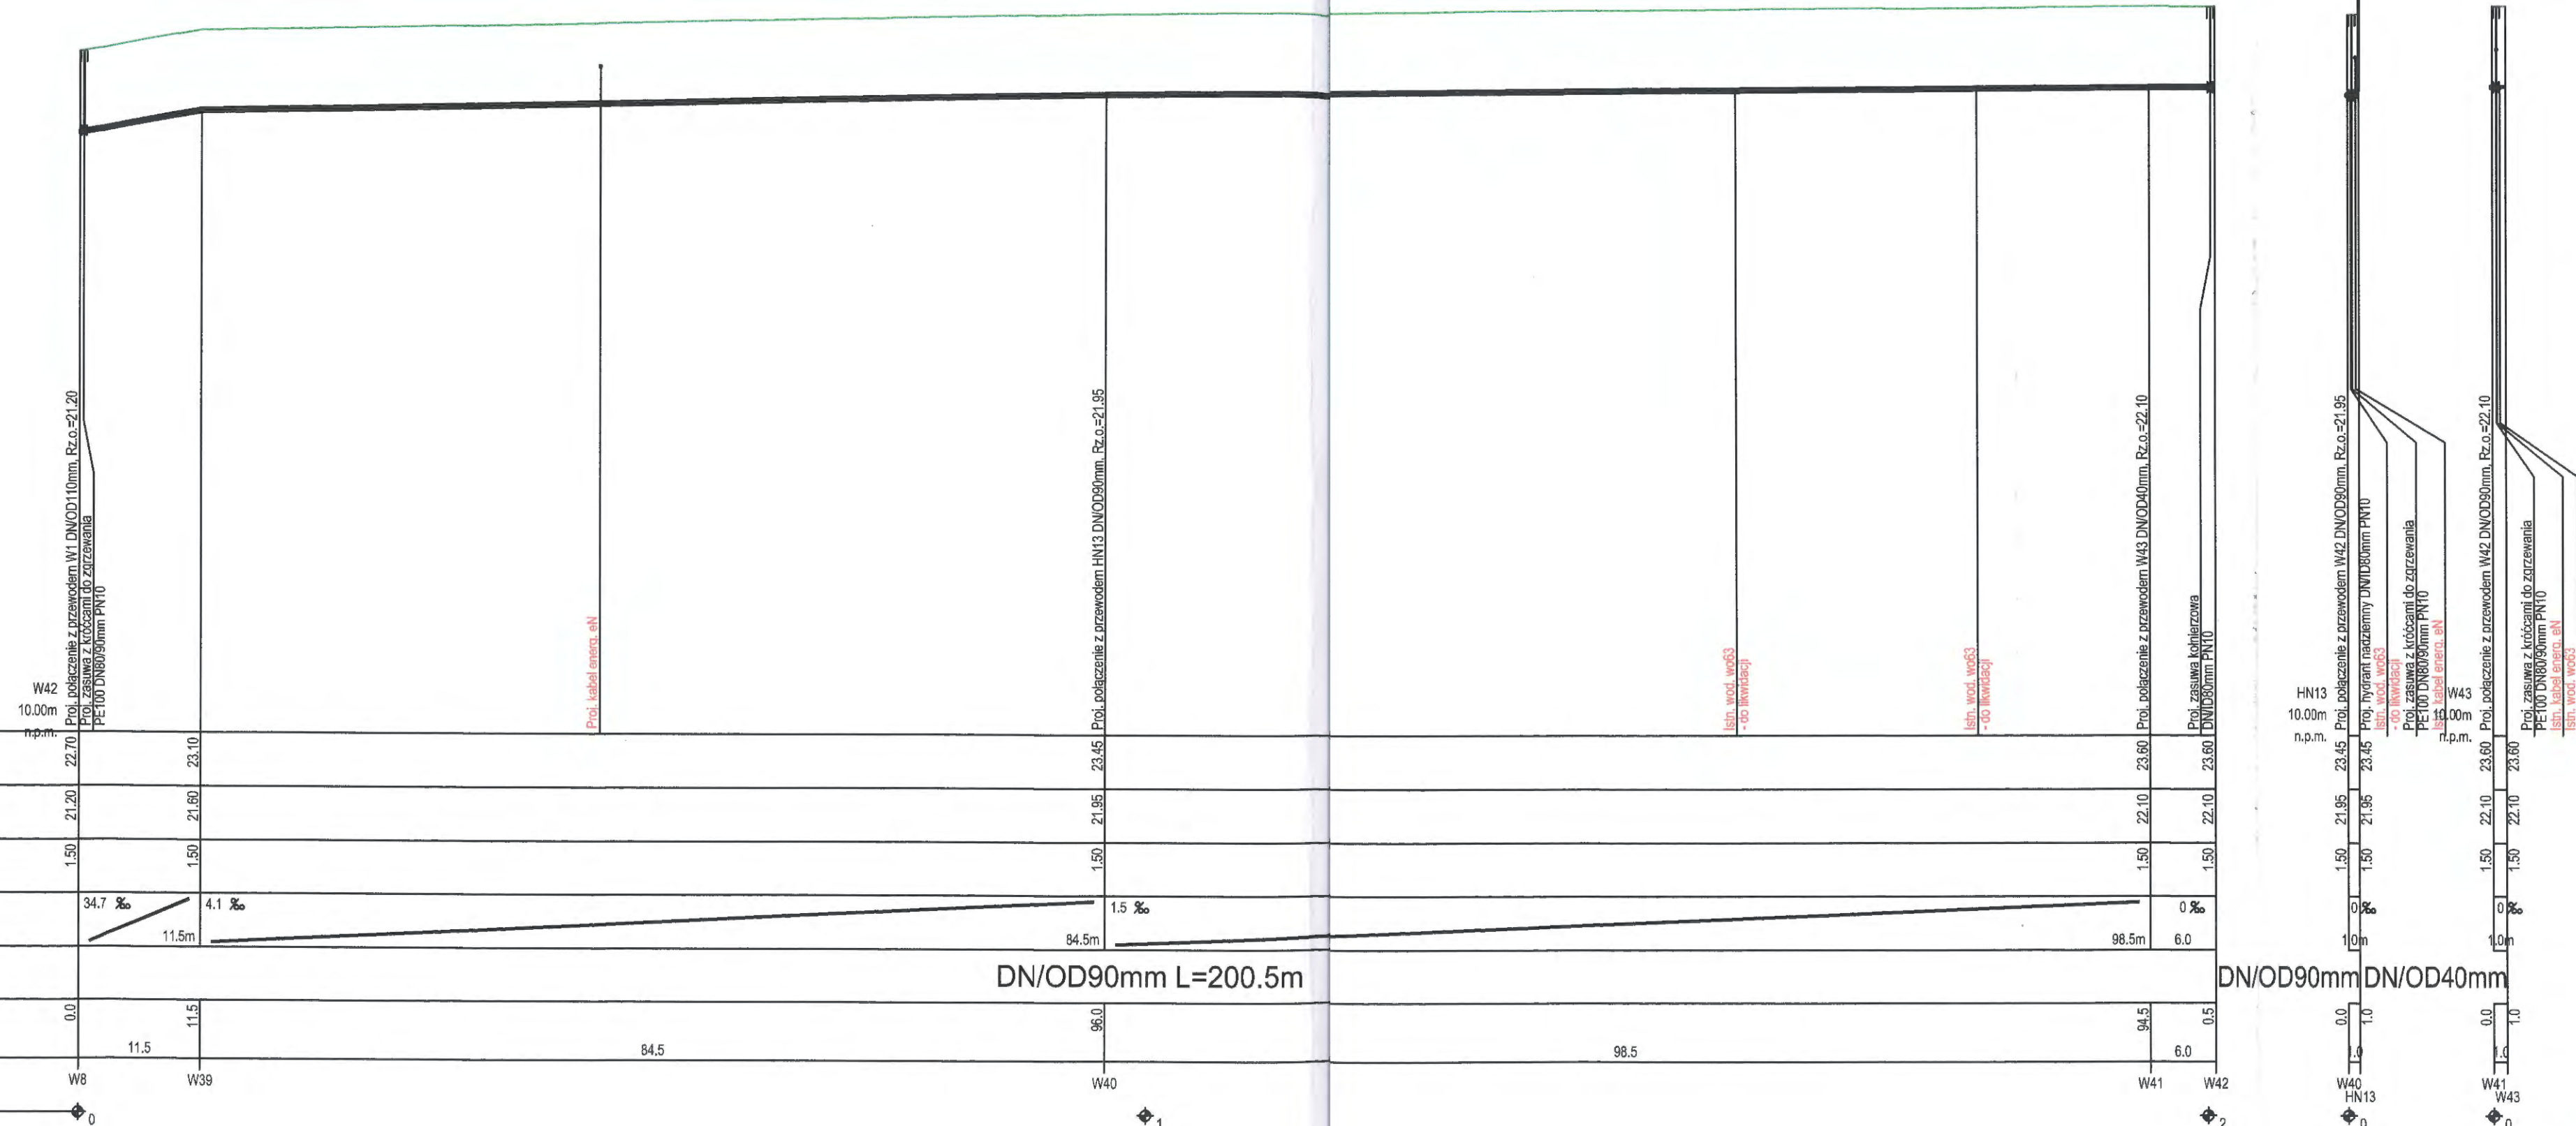 W42
10.00m
n.p.m.
Proj. połączenie z przewodem W1 DN/OD110mm, Rz.o.=21.20
Proj. zasuwa z króćcami do zgrzewania
PE100 DN80/90mm PN10
Proj. kabel energ. eN
Proj. połączenie z przewodem HN13 DN/OD90mm, Rz.o.=21.95
Istn. wod. wo63
- do likwidacji
Istn. wod. wo63
- do likwidacji
Proj. połączenie z przewodem W43 DN/OD40mm, Rz.o.=22.10
Proj. zasuwa kołnierzowa
DN/ID80mm PN10
22.70
23.10
23.45
23.60
23.60
21.20
21.60
21.95
22.10
22.10
1.50
1.50
1.50
1.50
1.50
34.7 ‰
11.5m
4.1 ‰
84.5m
1.5 ‰
98.5m
0 ‰
6.0
DN/OD90mm L=200.5m
0.0
11.5
96.0
94.5
0.5
11.5
84.5
98.5
6.0
W8
W39
W40
W41
W42
0
1
2
HN13
10.00m
n.p.m.
Proj. połączenie z przewodem W42 DN/OD90mm, Rz.o.=21.95
Proj. hydrant nadziemny DN/ID80mm PN10
Istn. wod. wo63
- do likwidacji
Proj. zasuwa z króćcami do zgrzewania
PE100 DN80/90mm PN10
Istn. kabel energ. eN
23.45
23.45
21.95
21.95
1.50
1.50
0 ‰
1.0m
DN/OD90mm
0.0
1.0
1.0
W40
HN13
0
W43
10.00m
n.p.m.
Proj. połączenie z przewodem W42 DN/OD90mm, Rz.o.=22.10
Proj. zasuwa z króćcami do zgrzewania
PE100 DN80/90mm PN10
Istn. kabel energ. eN
Istn. wod. wo63
23.60
23.60
22.10
22.10
1.50
1.50
0 ‰
1.0m
DN/OD40mm
0.0
1.0
1.0
W41
W43
0